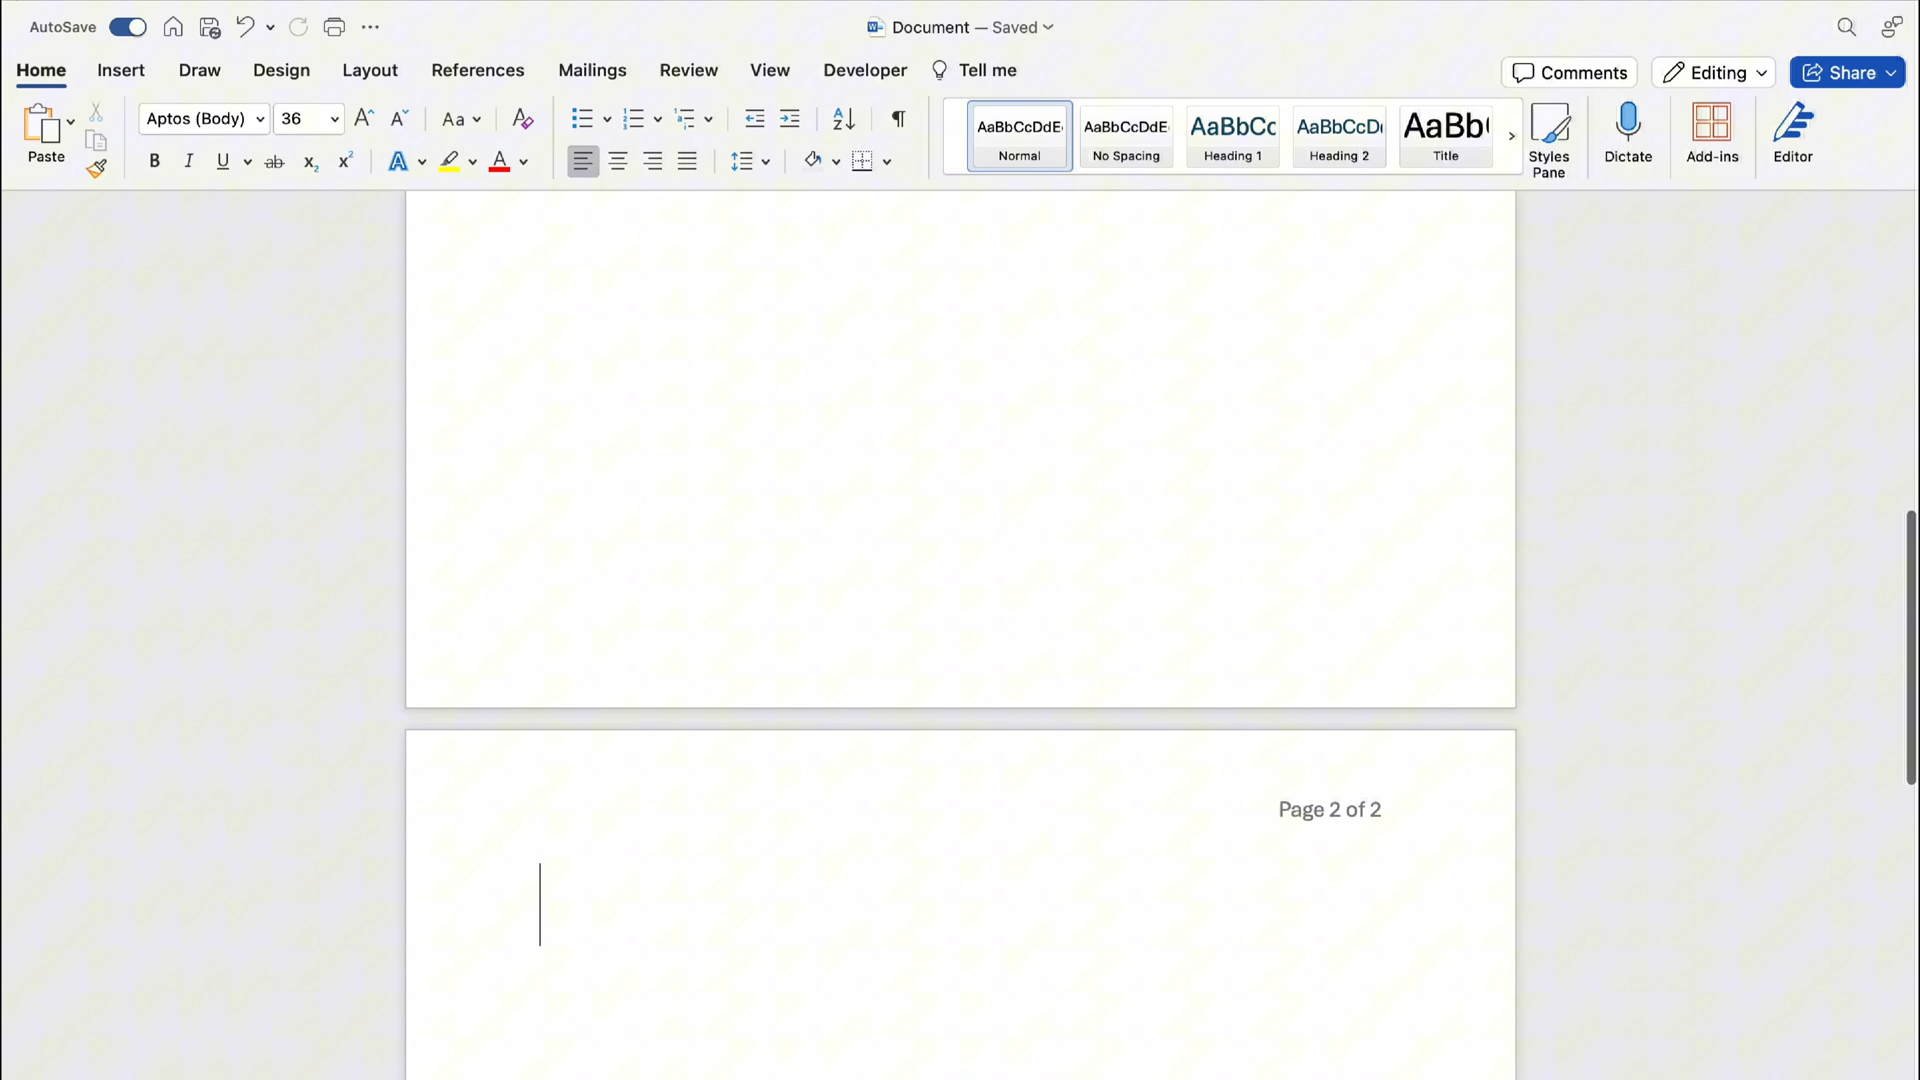 AutoSave
Document — Saved
Home Insert Draw Design Layout References Mailings Review View Developer Tell me
Comments Editing Share
Paste
Aptos (Body) 36
AaBbCcDdE
Normal
AaBbCcDdE
No Spacing
AaBbCc
Heading 1
AaBbCcD
Heading 2
AaBb
Title
Styles
Pane
Dictate
Add-ins
Editor
Page 2 of 2